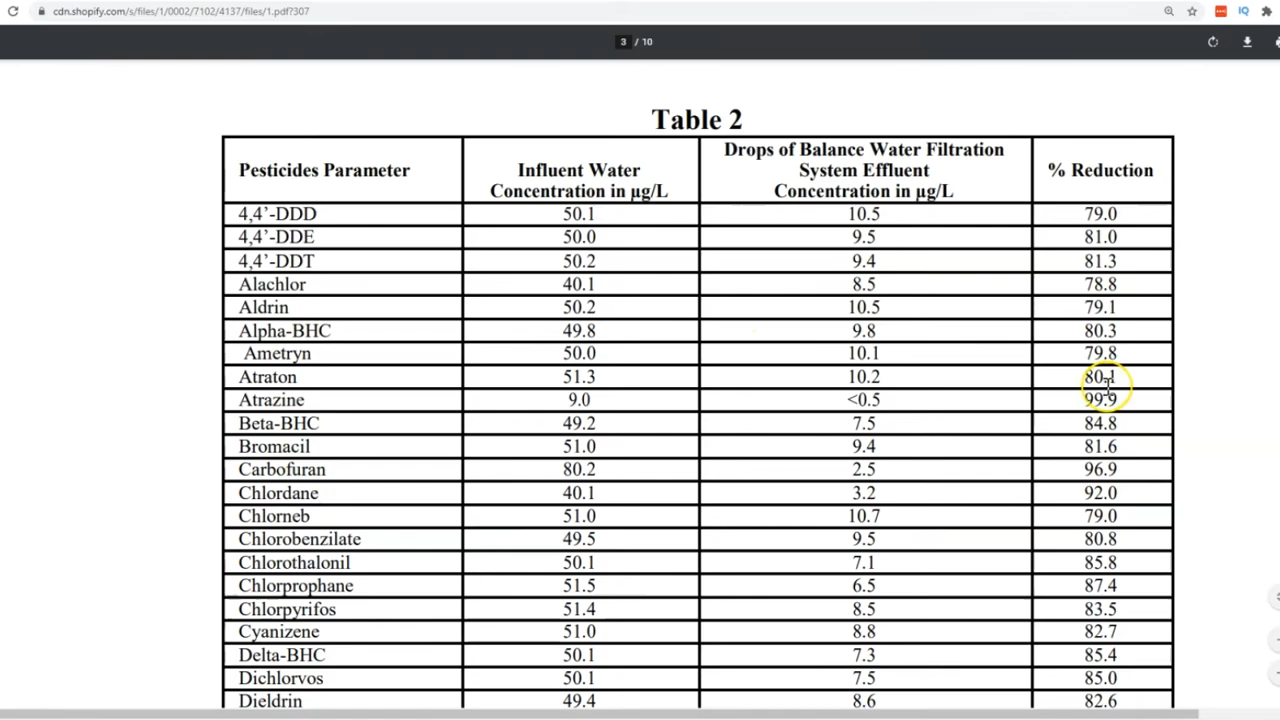 cdn.shopify.com/s/files/1/0002/7102/4137/files/1.pdf?307
IQ
3 / 10
Table 2
Pesticides Parameter Influent Water Concentration in µg/L Drops of Balance Water Filtration System Effluent Concentration in µg/L % Reduction
4,4’-DDD 50.1 10.5 79.0
4,4’-DDE 50.0 9.5 81.0
4,4’-DDT 50.2 9.4 81.3
Alachlor 40.1 8.5 78.8
Aldrin 50.2 10.5 79.1
Alpha-BHC 49.8 9.8 80.3
Ametryn 50.0 10.1 79.8
Atraton 51.3 10.2 80.1
Atrazine 9.0 <0.5 99.9
Beta-BHC 49.2 7.5 84.8
Bromacil 51.0 9.4 81.6
Carbofuran 80.2 2.5 96.9
Chlordane 40.1 3.2 92.0
Chlorneb 51.0 10.7 79.0
Chlorobenzilate 49.5 9.5 80.8
Chlorothalonil 50.1 7.1 85.8
Chlorprophane 51.5 6.5 87.4
Chlorpyrifos 51.4 8.5 83.5
Cyanizene 51.0 8.8 82.7
Delta-BHC 50.1 7.3 85.4
Dichlorvos 50.1 7.5 85.0
Dieldrin 49.4 8.6 82.6